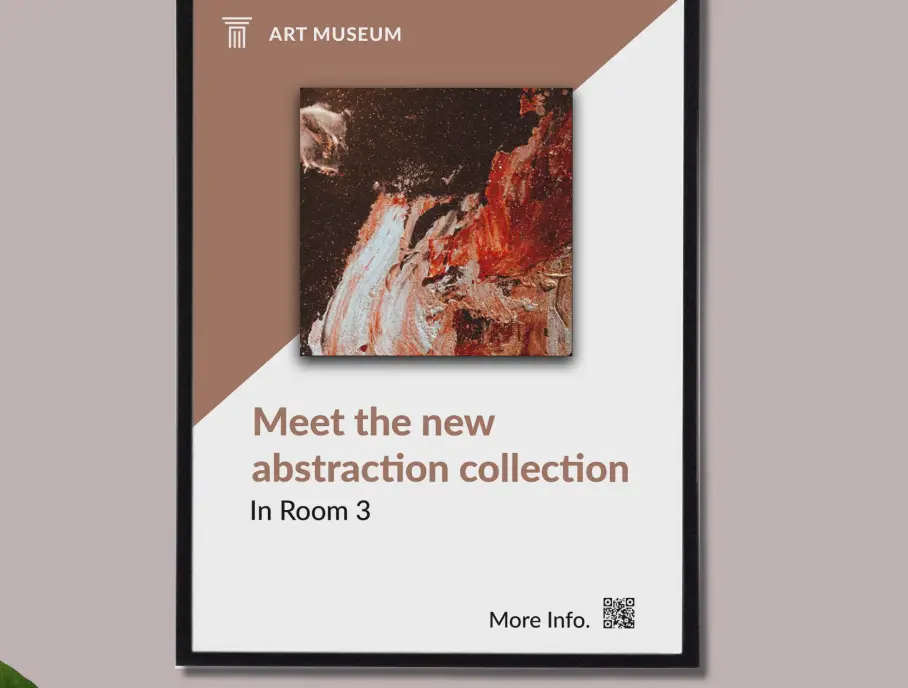 ART MUSEUM
Meet the new
abstraction collection
In Room 3
More Info.